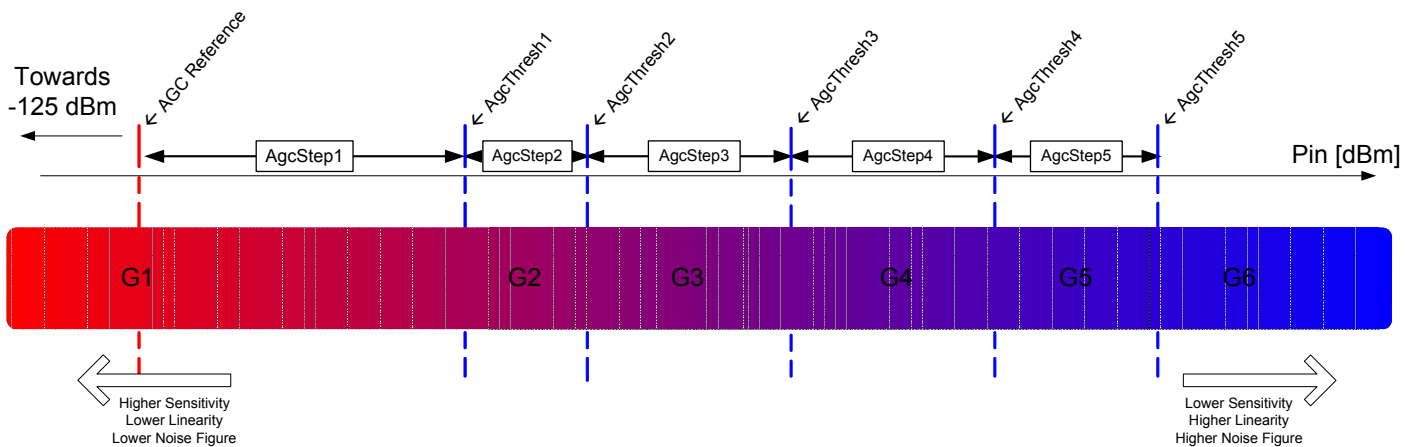 Towards
-125 dBm
← AGC Reference
← AgcThresh1
← AgcThresh2
← AgcThresh3
← AgcThresh4
← AgcThresh5
AgcStep1
AgcStep2
AgcStep3
AgcStep4
AgcStep5
Pin [dBm]
G1
G2
G3
G4
G5
G6
Higher Sensitivity
Lower Linearity
Lower Noise Figure
Lower Sensitivity
Higher Linearity
Higher Noise Figure